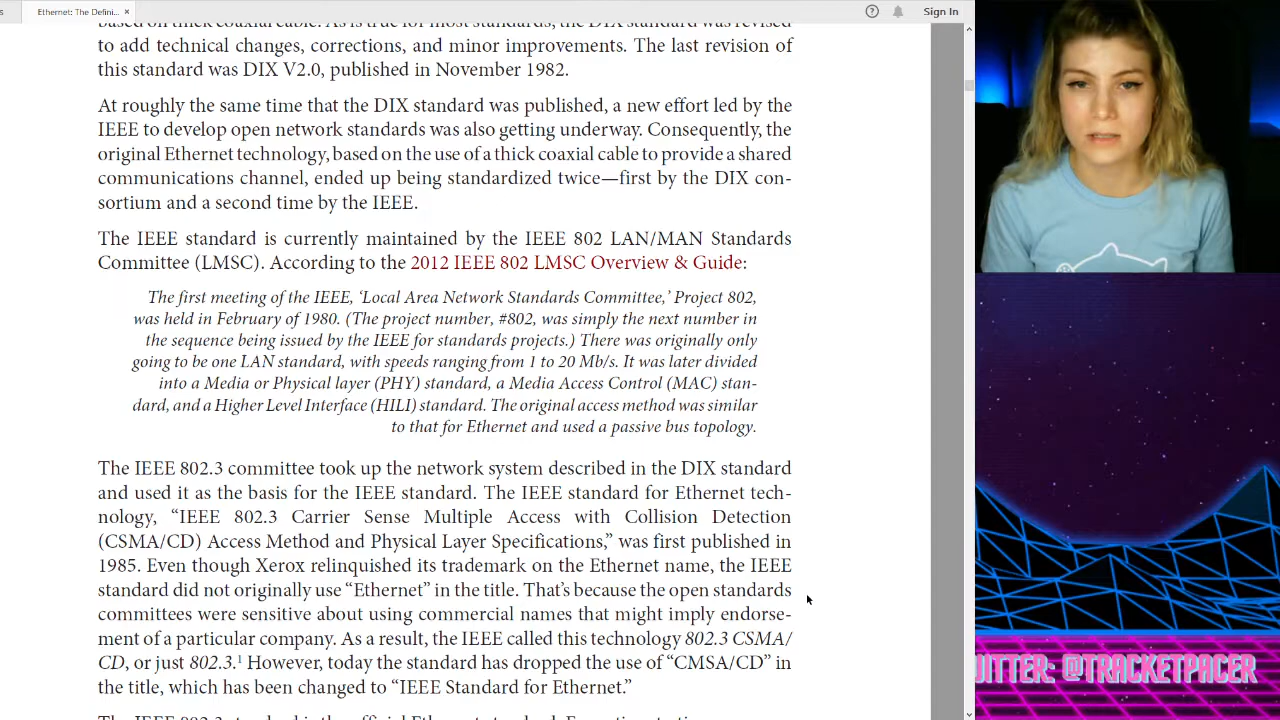 s
Ethernet: The Defini...
×
Sign In
based on thick coaxial cable. As is true for most standards, the DIX standard was revised
to add technical changes, corrections, and minor improvements. The last revision of
this standard was DIX V2.0, published in November 1982.
At roughly the same time that the DIX standard was published, a new effort led by the
IEEE to develop open network standards was also getting underway. Consequently, the
original Ethernet technology, based on the use of a thick coaxial cable to provide a shared
communications channel, ended up being standardized twice—first by the DIX con-
sortium and a second time by the IEEE.
The IEEE standard is currently maintained by the IEEE 802 LAN/MAN Standards
Committee (LMSC). According to the 2012 IEEE 802 LMSC Overview & Guide:
The first meeting of the IEEE, ‘Local Area Network Standards Committee,’ Project 802,
was held in February of 1980. (The project number, #802, was simply the next number in
the sequence being issued by the IEEE for standards projects.) There was originally only
going to be one LAN standard, with speeds ranging from 1 to 20 Mb/s. It was later divided
into a Media or Physical layer (PHY) standard, a Media Access Control (MAC) stan-
dard, and a Higher Level Interface (HILI) standard. The original access method was similar
to that for Ethernet and used a passive bus topology.
The IEEE 802.3 committee took up the network system described in the DIX standard
and used it as the basis for the IEEE standard. The IEEE standard for Ethernet tech-
nology, “IEEE 802.3 Carrier Sense Multiple Access with Collision Detection
(CSMA/CD) Access Method and Physical Layer Specifications,” was first published in
1985. Even though Xerox relinquished its trademark on the Ethernet name, the IEEE
standard did not originally use “Ethernet” in the title. That’s because the open standards
committees were sensitive about using commercial names that might imply endorse-
ment of a particular company. As a result, the IEEE called this technology 802.3 CSMA/
CD, or just 802.3.¹ However, today the standard has dropped the use of “CMSA/CD” in
the title, which has been changed to “IEEE Standard for Ethernet.”
WITTER: @TRACKETPACER